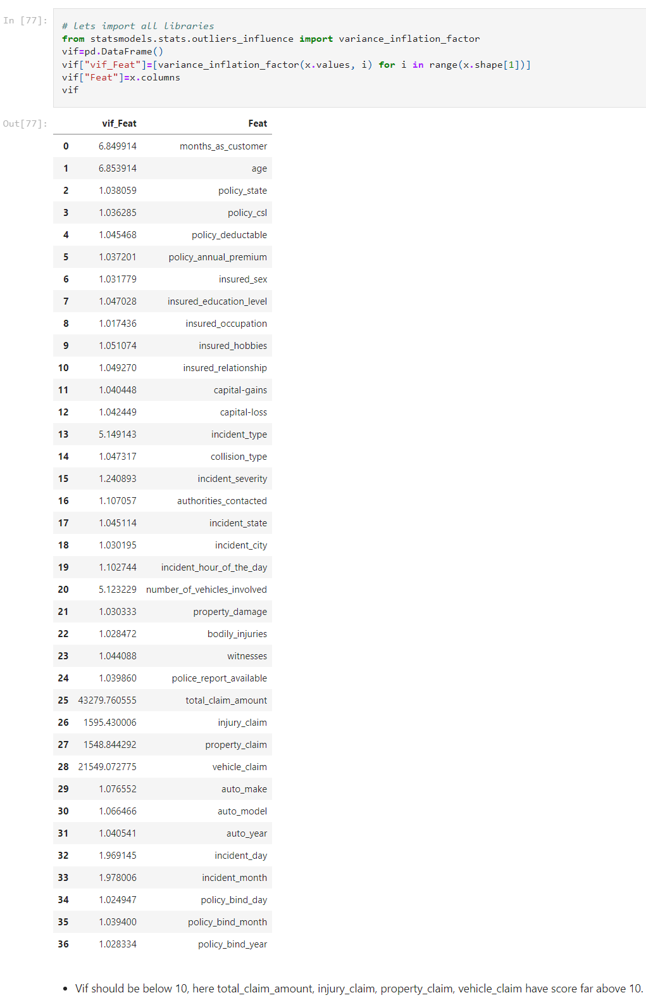 In [77]:
# lets import all libraries
from statsmodels.stats.outliers_influence import variance_inflation_factor
vif=pd.DataFrame()
vif["vif_Feat"]=[variance_inflation_factor(x.values, i) for i in range(x.shape[1])]
vif["Feat"]=x.columns
vif
Out[77]:
vif_Feat Feat
0 6.849914 months_as_customer
1 6.853914 age
2 1.038059 policy_state
3 1.036285 policy_csl
4 1.045468 policy_deductable
5 1.037201 policy_annual_premium
6 1.031779 insured_sex
7 1.047028 insured_education_level
8 1.017436 insured_occupation
9 1.051074 insured_hobbies
10 1.049270 insured_relationship
11 1.040448 capital-gains
12 1.042449 capital-loss
13 5.149143 incident_type
14 1.047317 collision_type
15 1.240893 incident_severity
16 1.107057 authorities_contacted
17 1.045114 incident_state
18 1.030195 incident_city
19 1.102744 incident_hour_of_the_day
20 5.123229 number_of_vehicles_involved
21 1.030333 property_damage
22 1.028472 bodily_injuries
23 1.044088 witnesses
24 1.039860 police_report_available
25 43279.760555 total_claim_amount
26 1595.430006 injury_claim
27 1548.844292 property_claim
28 21549.072775 vehicle_claim
29 1.076552 auto_make
30 1.066466 auto_model
31 1.040541 auto_year
32 1.969145 incident_day
33 1.978006 incident_month
34 1.024947 policy_bind_day
35 1.039400 policy_bind_month
36 1.028334 policy_bind_year
• Vif should be below 10, here total_claim_amount, injury_claim, property_claim, vehicle_claim have score far above 10.